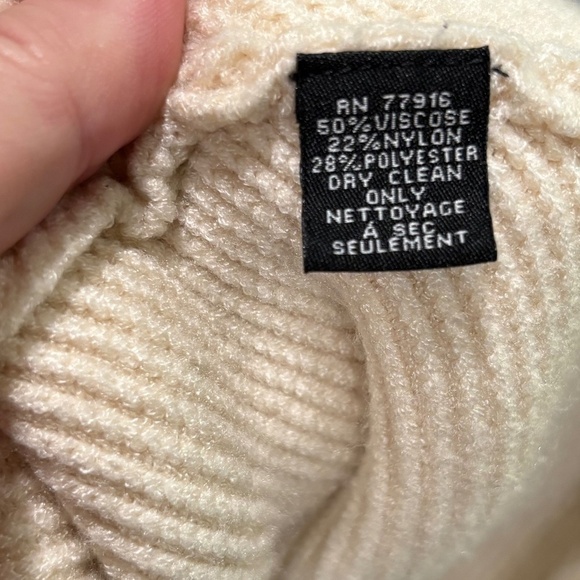 RN 77916
50%VISCOSE
22%NYLON
28%POLYESTER
DRY CLEAN
ONLY
NETTOYAGE
Á SEC
SEULEMENT